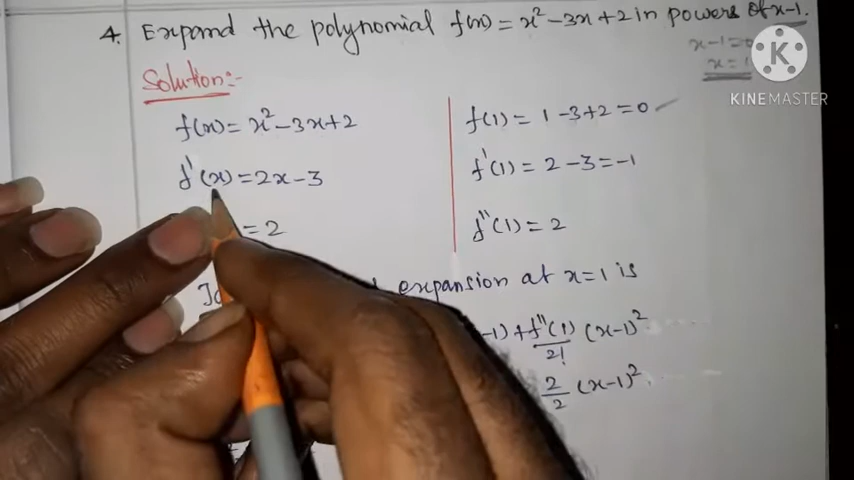 4. Expand the polynomial f(x) = x² - 3x + 2 in powers of x-1.
x-1=0
x=1
KINEMASTER
Solution:-
f(x) = x² - 3x + 2
f(1) = 1 - 3 + 2 = 0
f'(x) = 2x - 3
f'(1) = 2 - 3 = -1
= 2
f''(1) = 2
expansion at x=1 is
-1) + f''(1)/2! (x-1)²
2/2 (x-1)²